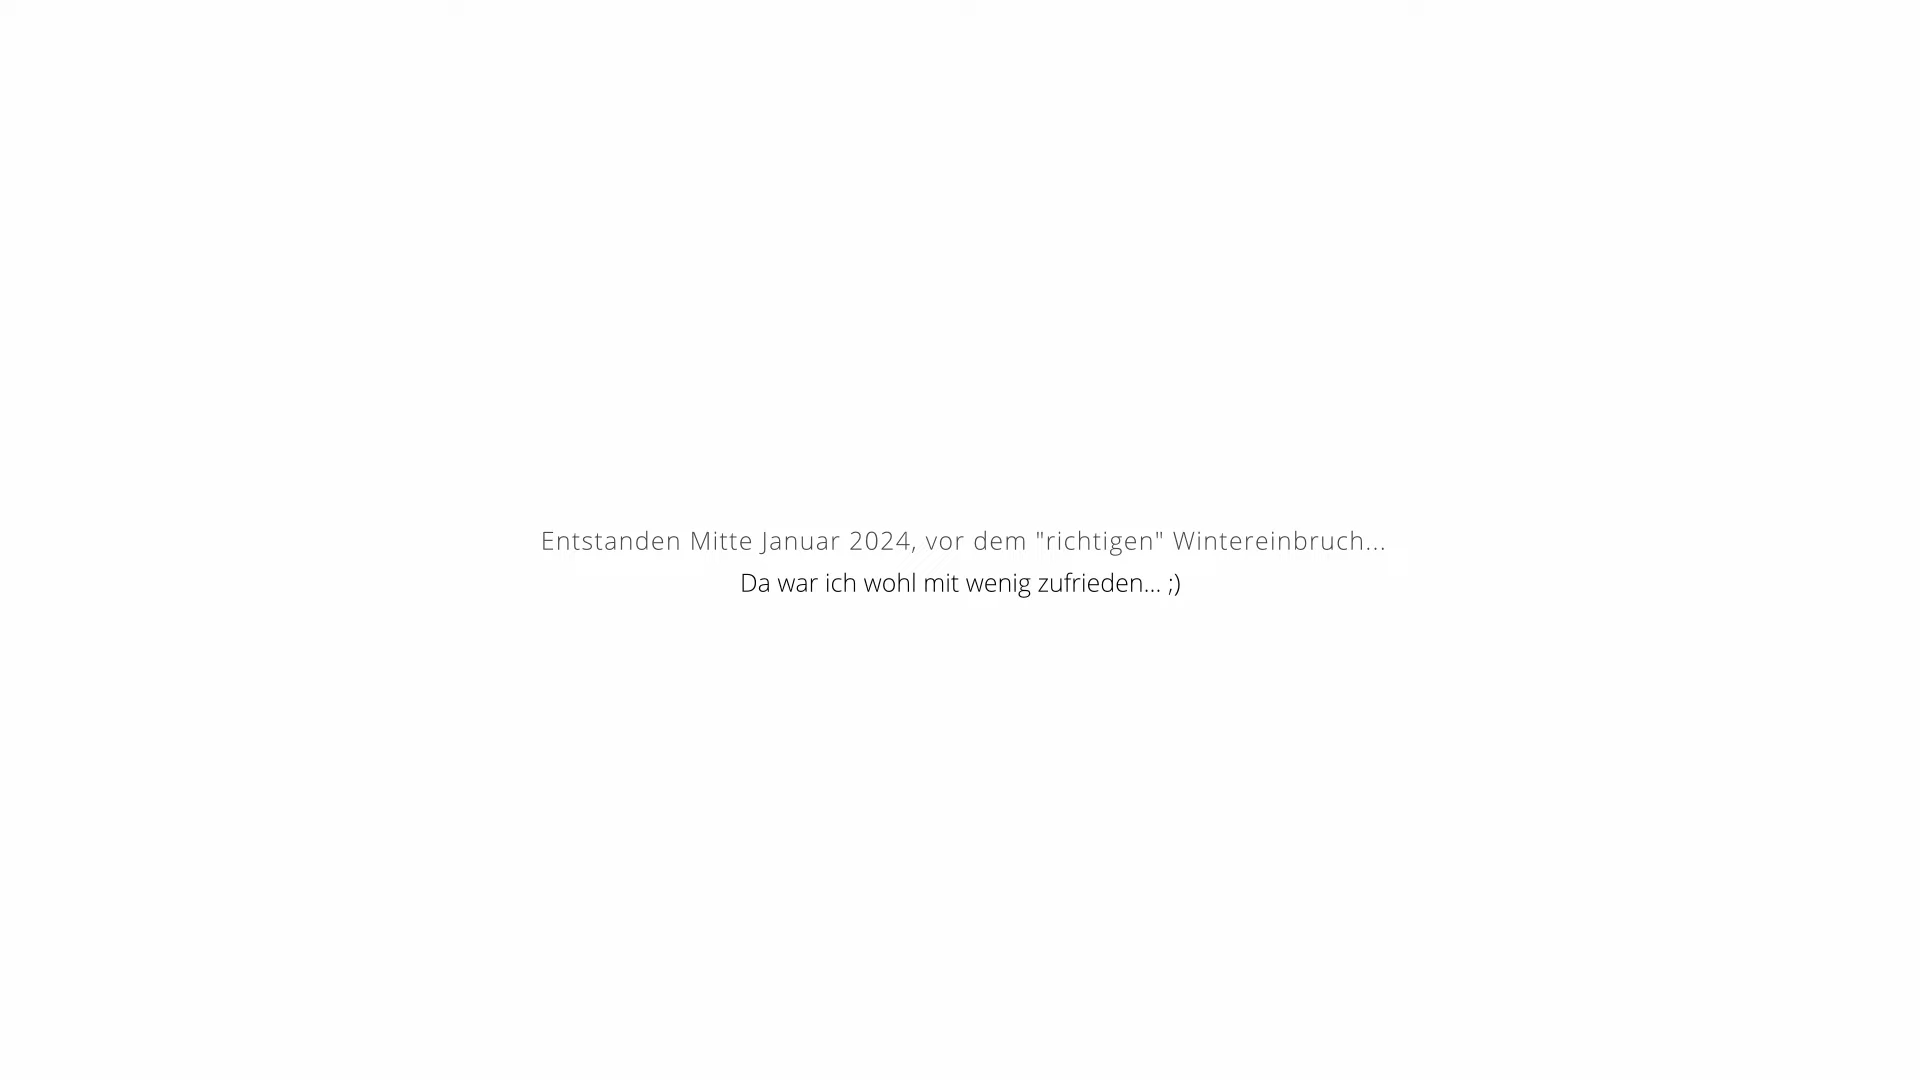 Entstanden Mitte Januar 2024, vor dem "richtigen" Wintereinbruch...
Da war ich wohl mit wenig zufrieden... ;)